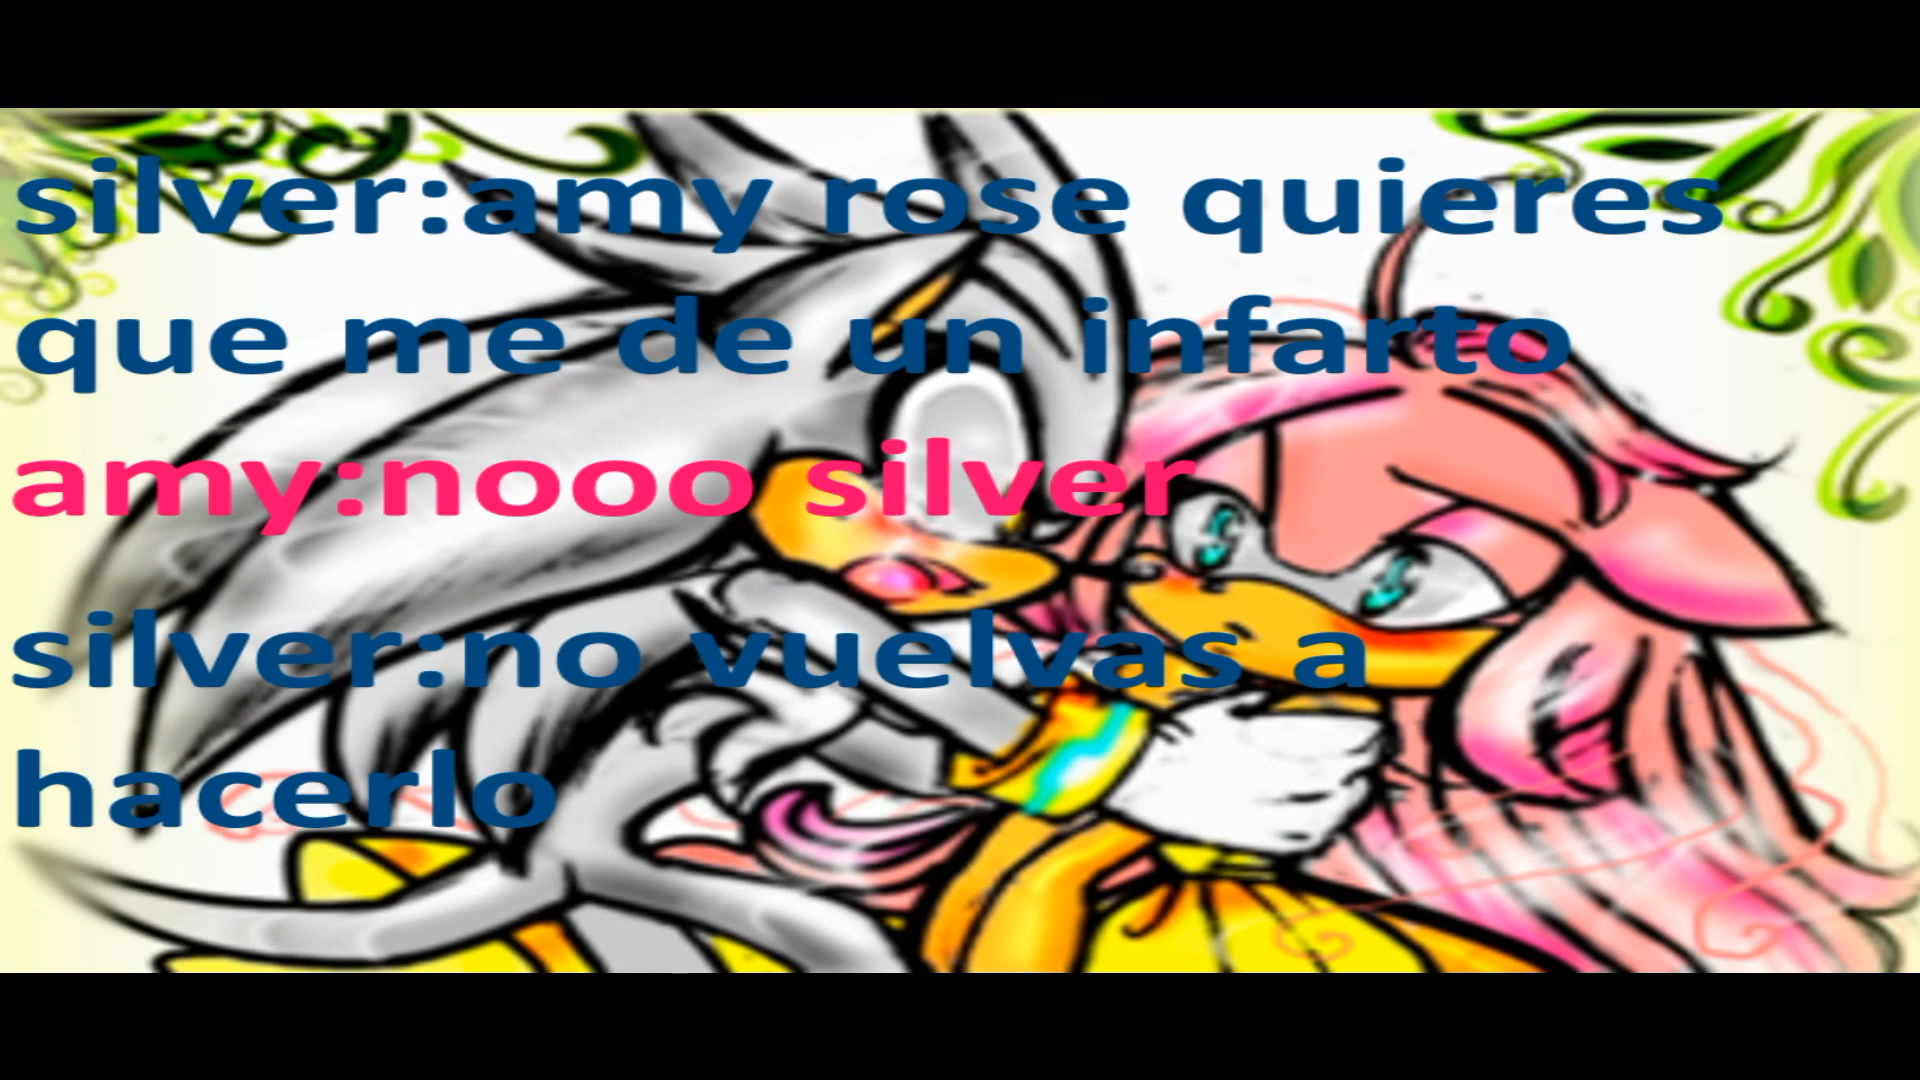 silver:amy rose quieres
que me de un infarto
amy:nooo silver
silver:no vuelvas a
hacerlo